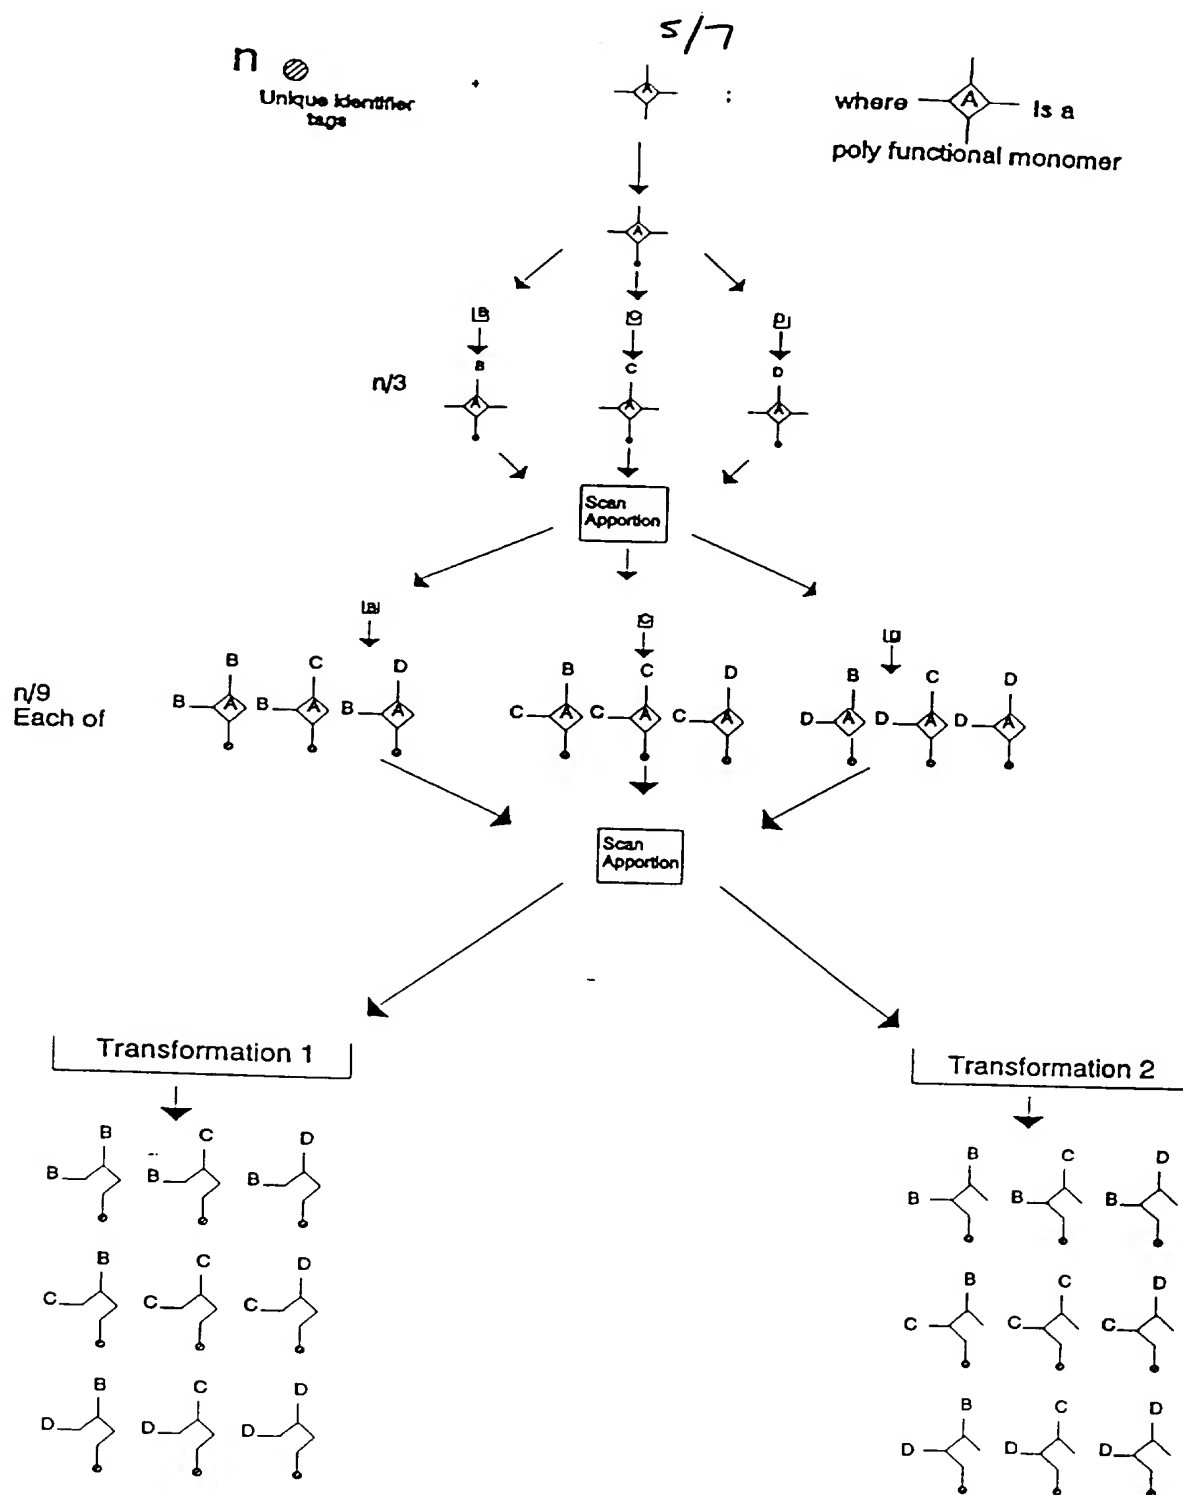 5/7
n
Unique identifier
tags
+
A
:
where
A
is a
poly functional monomer
A
B C D
n/3
B C D
A A A
Scan
Apportion
B C D
n/9
Each of
B C D B C D B C D
B A B A B A C A C A C A D A D A D A
Scan
Apportion
Transformation 1
Transformation 2
B C D
B B B
B C D
C C C
B C D
D D D
B C D
B B B
B C D
C C C
B C D
D D D